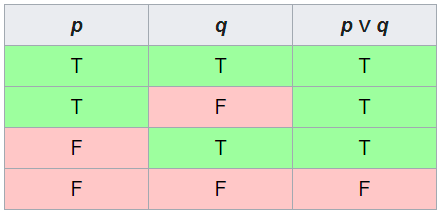 p q p ∨ q
T T T
T F T
F T T
F F F